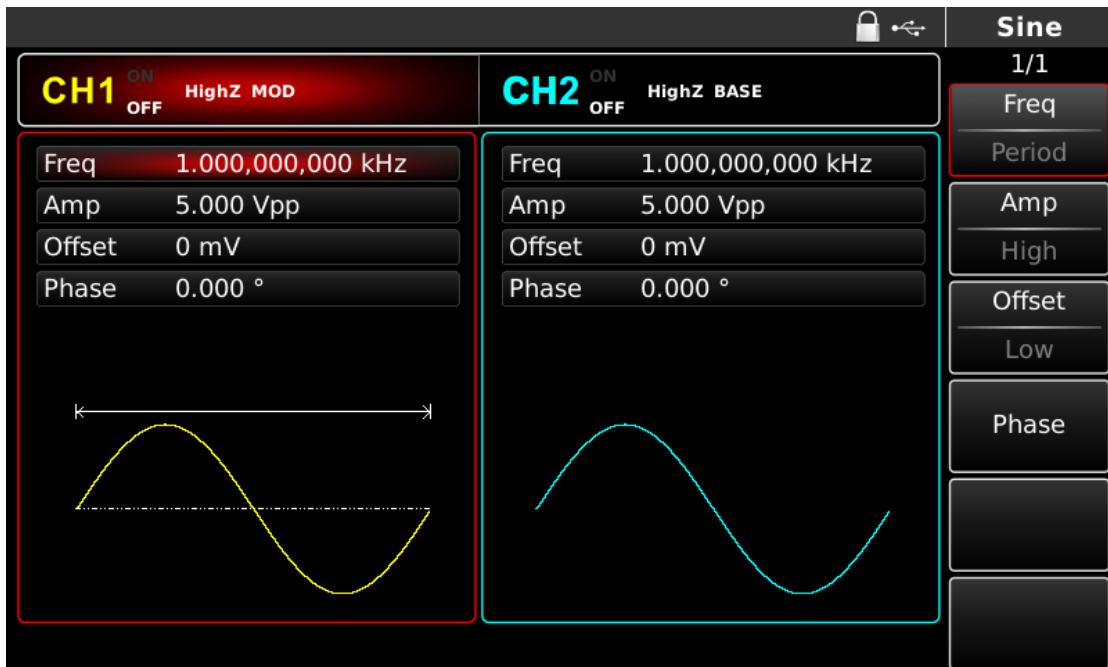 Sine
1/1
CH1 ON OFF HighZ MOD
CH2 ON OFF HighZ BASE
Freq 1.000,000,000 kHz
Amp 5.000 Vpp
Offset 0 mV
Phase 0.000 °
Freq 1.000,000,000 kHz
Amp 5.000 Vpp
Offset 0 mV
Phase 0.000 °
Freq
Period
Amp
High
Offset
Low
Phase